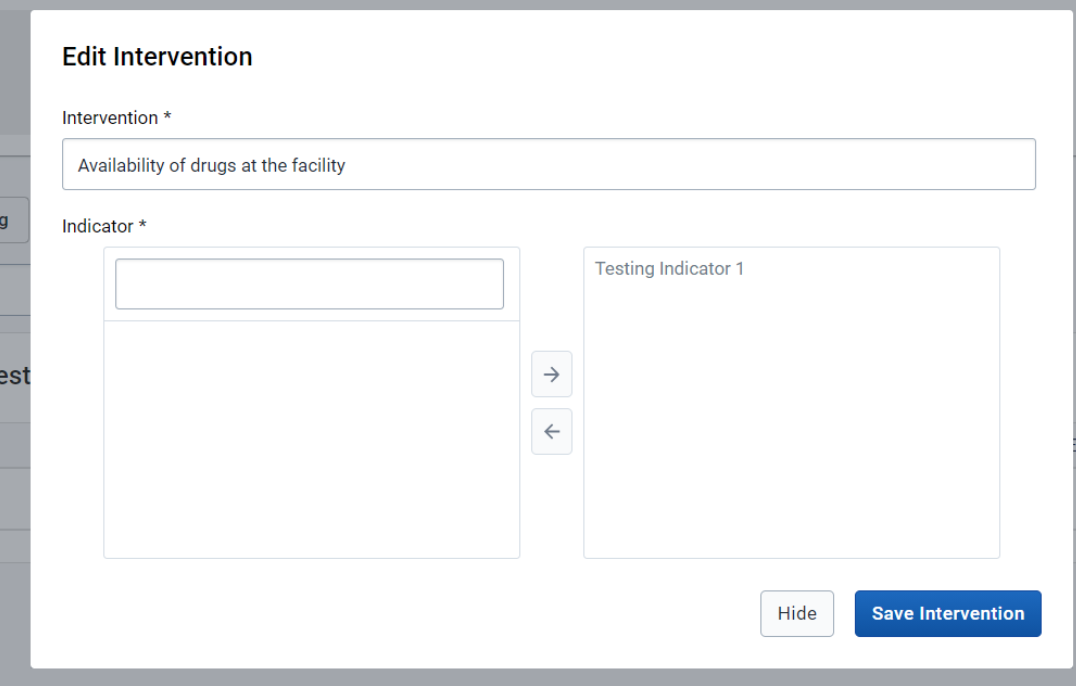 Edit Intervention
Intervention *
Availability of drugs at the facility
g
Indicator *
Testing Indicator 1
est
Hide
Save Intervention